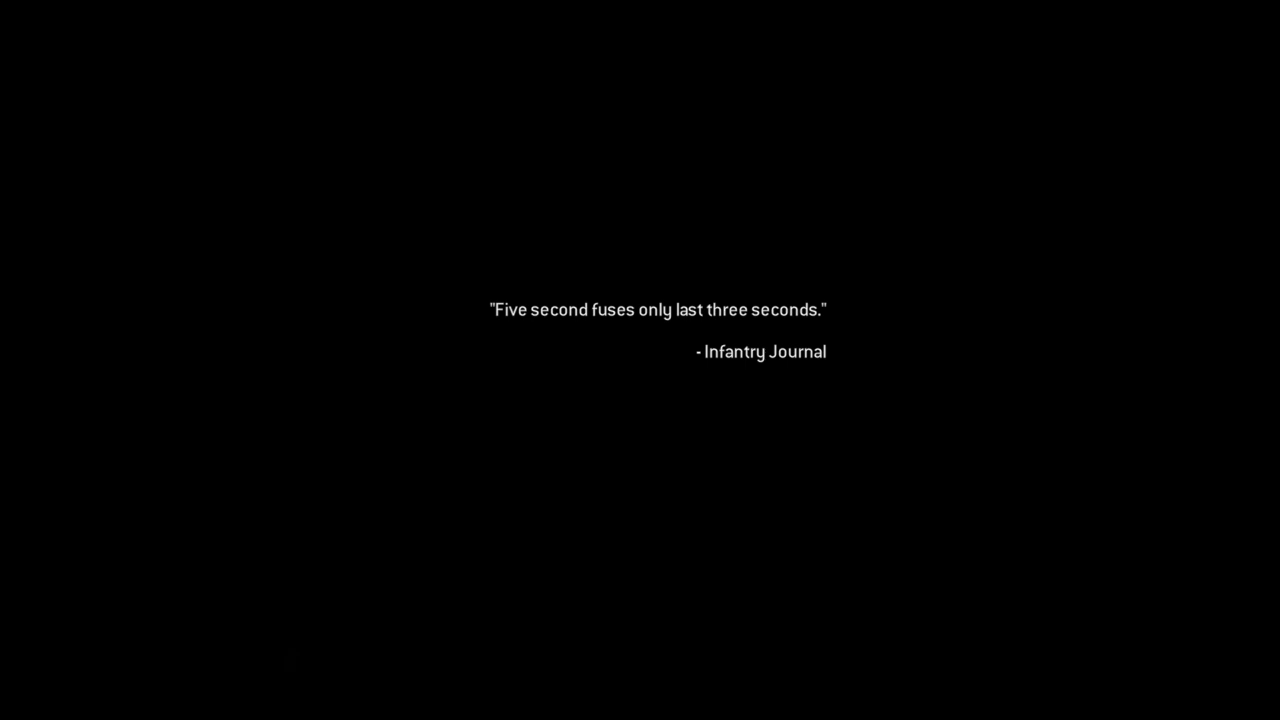 "Five second fuses only last three seconds."
- Infantry Journal